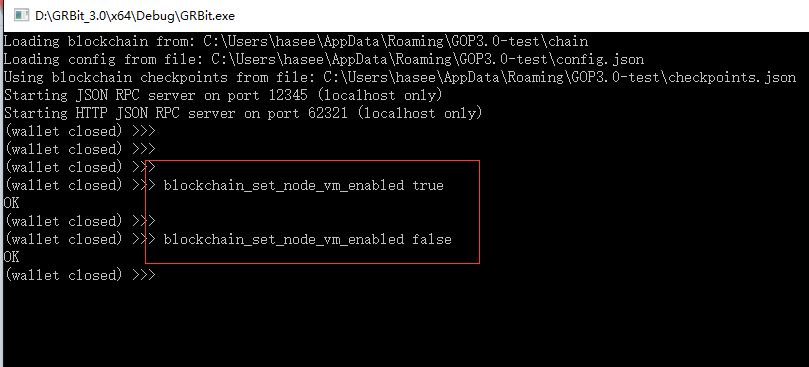 D:\GRBit_3.0\x64\Debug\GRBit.exe
Loading blockchain from: C:\Users\hasee\AppData\Roaming\GOP3.0-test\chain
Loading config from file: C:\Users\hasee\AppData\Roaming\GOP3.0-test\config.json
Using blockchain checkpoints from file: C:\Users\hasee\AppData\Roaming\GOP3.0-test\checkpoints.json
Starting JSON RPC server on port 12345 (localhost only)
Starting HTTP JSON RPC server on port 62321 (localhost only)
(wallet closed) >>>
(wallet closed) >>>
(wallet closed) >>>
(wallet closed) >>> blockchain_set_node_vm_enabled true
OK
(wallet closed) >>>
(wallet closed) >>> blockchain_set_node_vm_enabled false
OK
(wallet closed) >>>